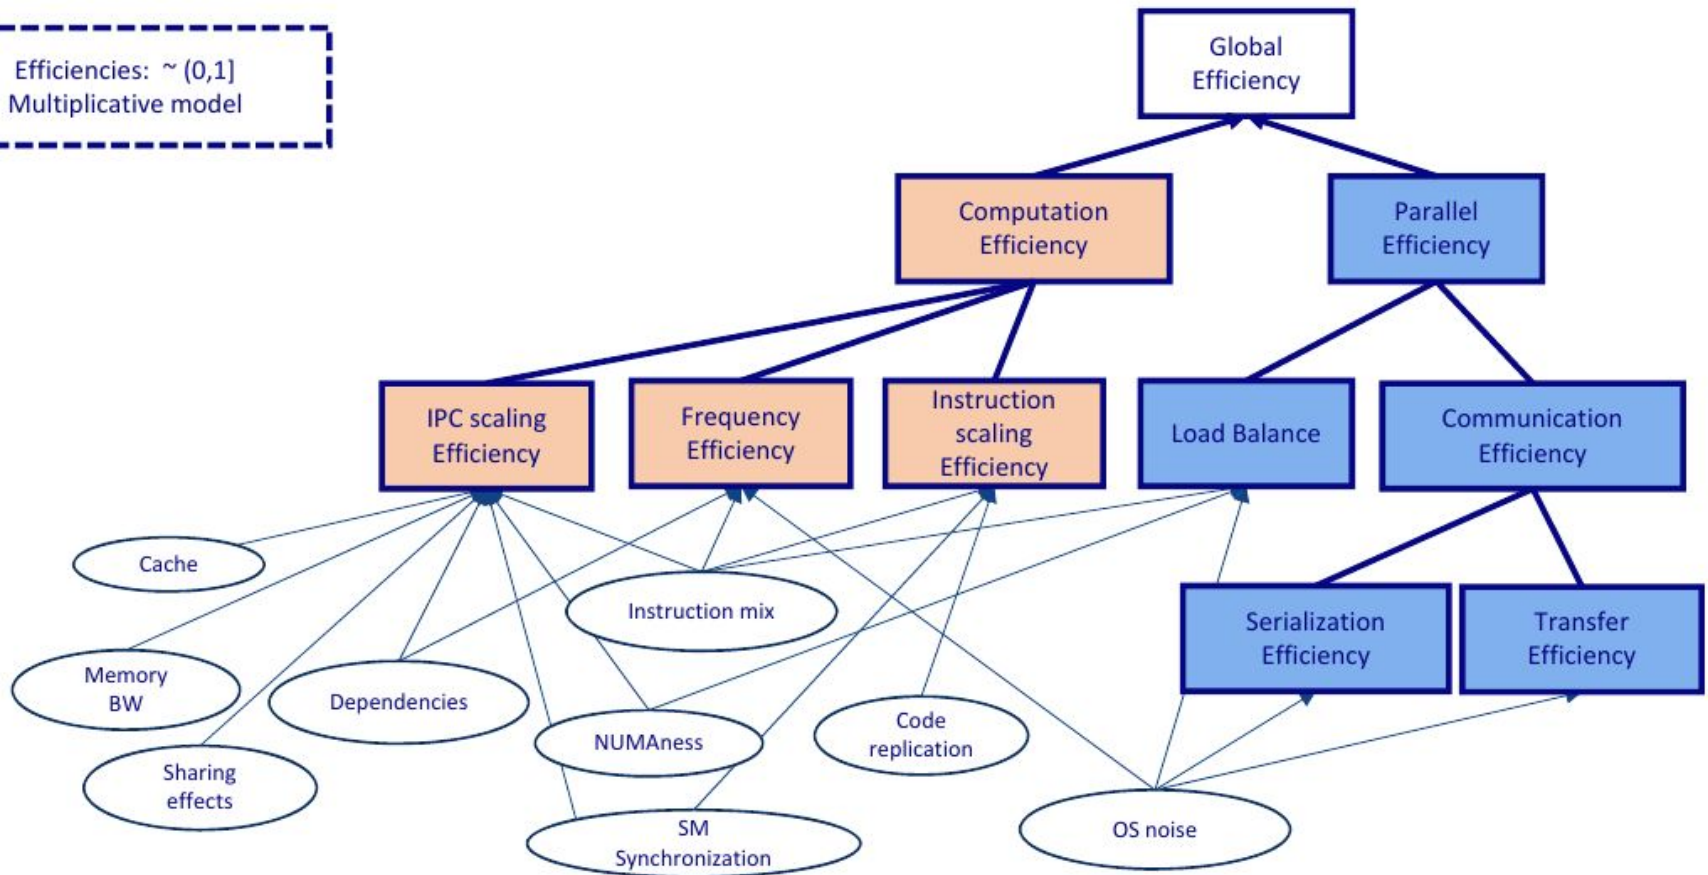 Efficiencies: ~ (0,1]
Multiplicative model
Global
Efficiency
Computation
Efficiency
Parallel
Efficiency
IPC scaling
Efficiency
Frequency
Efficiency
Instruction
scaling
Efficiency
Load Balance
Communication
Efficiency
Serialization
Efficiency
Transfer
Efficiency
Cache
Instruction mix
Memory
BW
Dependencies
NUMAness
Code
replication
Sharing
effects
SM
Synchronization
OS noise